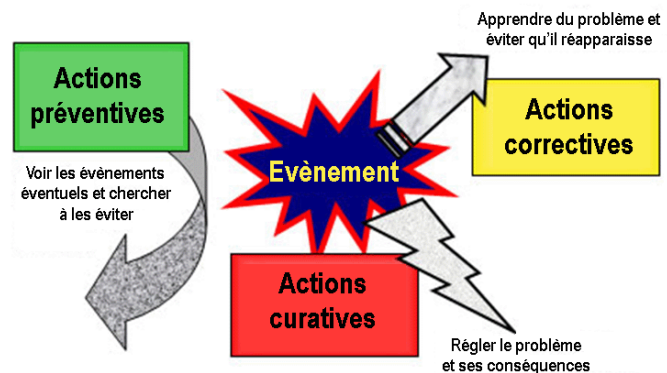 Actions
préventives
Voir les évènements
éventuels et chercher
à les éviter
Evènement
Apprendre du problème et
éviter qu'il réapparaisse
Actions
correctives
Actions
curatives
Régler le problème
et ses conséquences